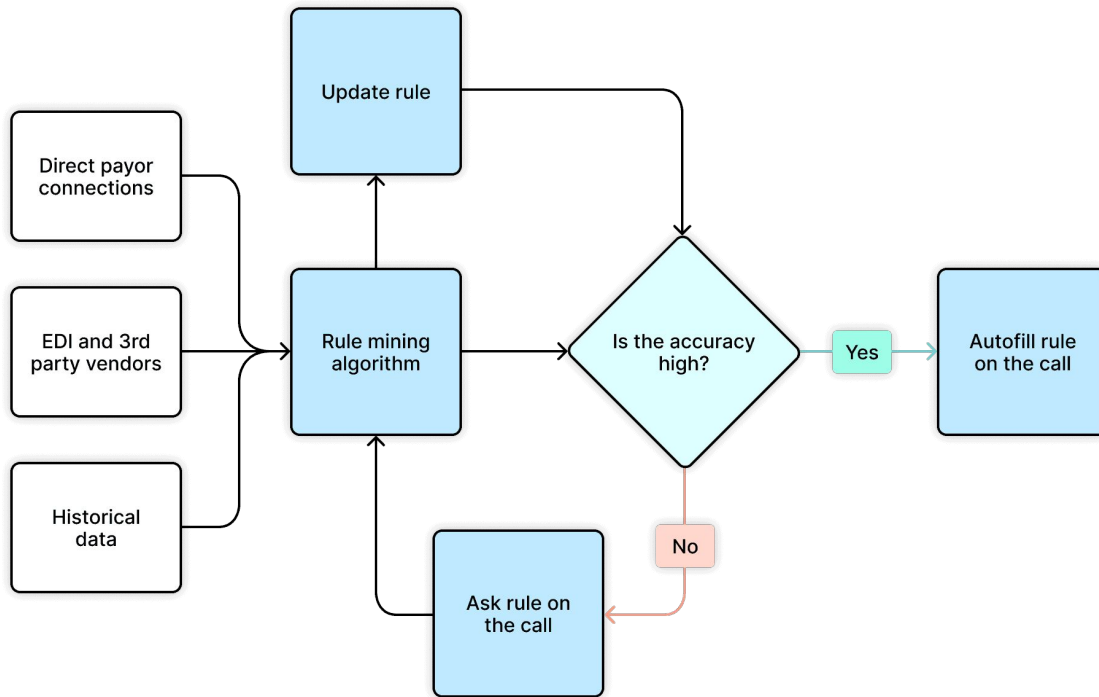 Update rule
Direct payor
connections
EDI and 3rd
party vendors
Rule mining
algorithm
Is the accuracy
high?
Yes
Autofill rule
on the call
Historical
data
No
Ask rule on
the call